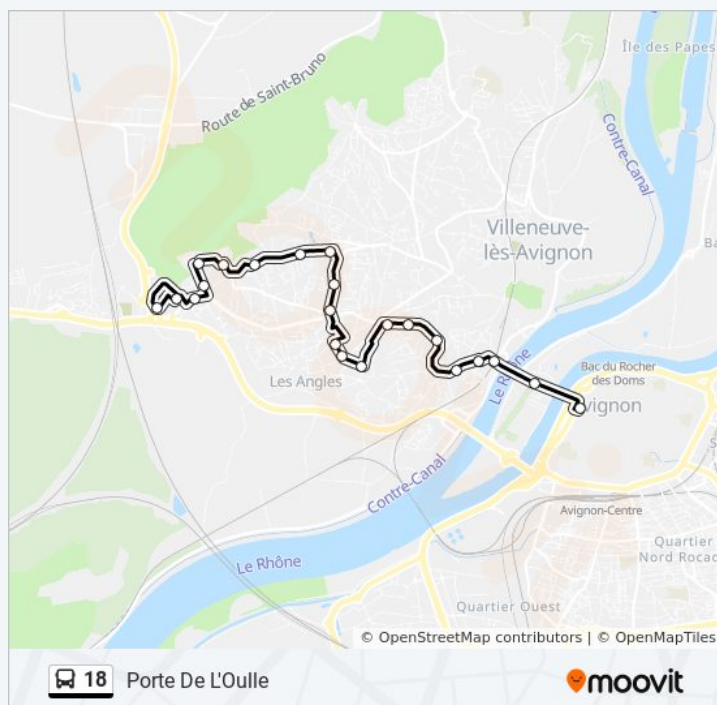 Île des Papes
Route de Saint-Bruno
Contre-Canal
Villeneuve-
lès-Avignon
Le Rhône
Bac du Rocher
des Doms
vignon
Les Angles
Contre-Canal
Avignon-Centre
Quartier
Nord Rocad
Le Rhône
Quartier Ouest
© OpenStreetMap contributors | © OpenMapTiles
18 Porte De L'Oulle
moovit